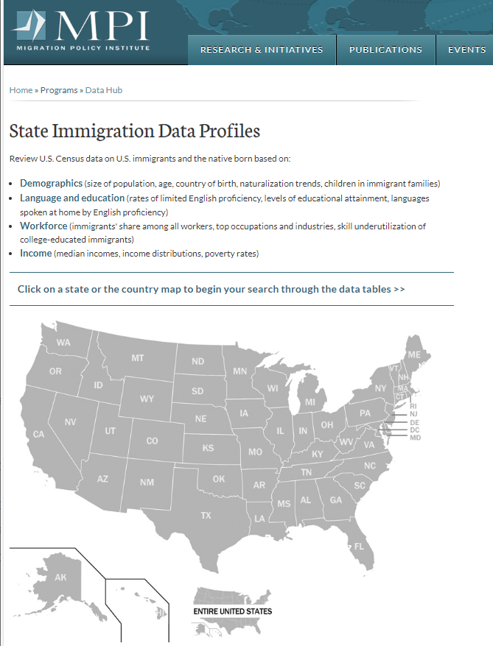 MPI
MIGRATION POLICY INSTITUTE
RESEARCH & INITIATIVES
PUBLICATIONS
EVENTS
Home » Programs » Data Hub
State Immigration Data Profiles
Review U.S. Census data on U.S. immigrants and the native born based on:
• Demographics (size of population, age, country of birth, naturalization trends, children in immigrant families)
• Language and education (rates of limited English proficiency, levels of educational attainment, languages
spoken at home by English proficiency)
• Workforce (immigrants' share among all workers, top occupations and industries, skill underutilization of
college-educated immigrants)
• Income (median incomes, income distributions, poverty rates)
Click on a state or the country map to begin your search through the data tables >>
WA
MT
ND
MN
ME
OR
ID
WY
SD
WI
MI
NY
VT
NH
MA
CT
RI
NJ
DE
DC
MD
NV
UT
CO
NE
IA
IL
IN
OH
PA
CA
KS
MO
KY
WV
VA
AZ
NM
OK
AR
TN
NC
SC
TX
LA
MS
AL
GA
FL
AK
HI
ENTIRE UNITED STATES